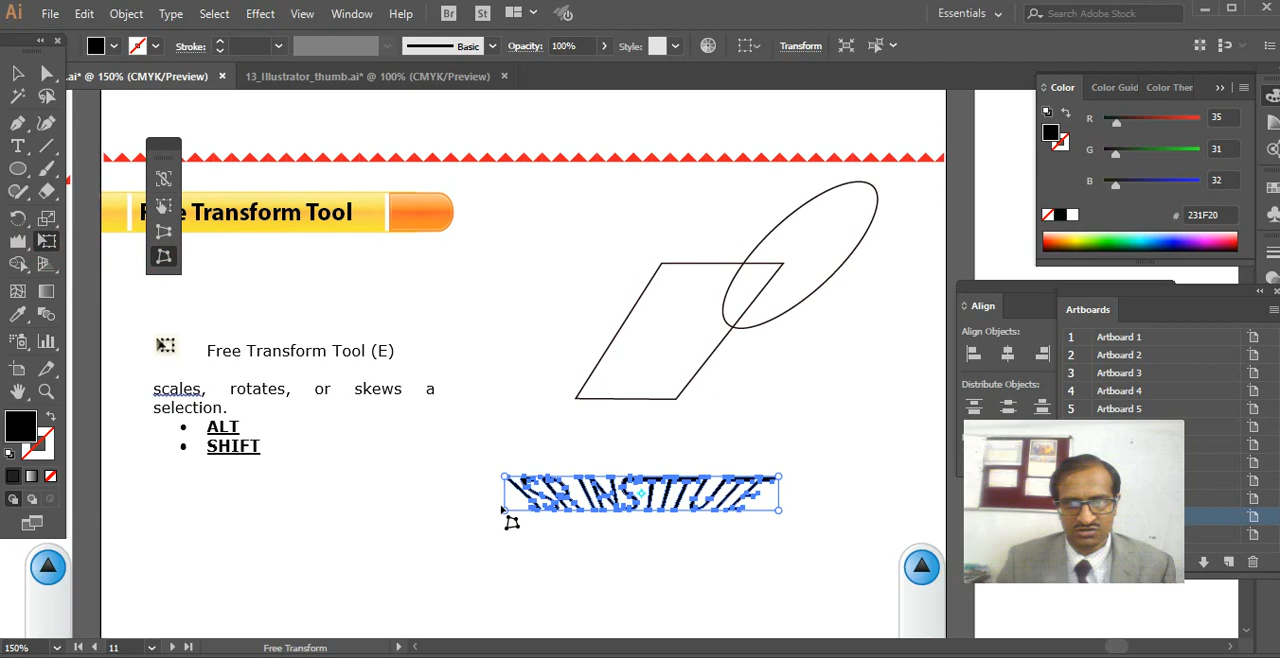 Ai File Edit Object Type Select Effect View Window Help Br St Essentials Search Adobe Stock
Stroke: Basic Opacity: 100% Style: Transform
.ai* @ 150% (CMYK/Preview) × 13_Illustrator_thumb.ai* @ 100% (CMYK/Preview) ×
Color Color Guid Color Ther
R 35
G 31
B 32
# 231F20
Free Transform Tool
Align
Align Objects:
Distribute Objects:
Artboards
1 Artboard 1
2 Artboard 2
3 Artboard 3
4 Artboard 4
5 Artboard 5
Free Transform Tool (E)
scales, rotates, or skews a
selection.
• ALT
• SHIFT
150% 11 Free Transform